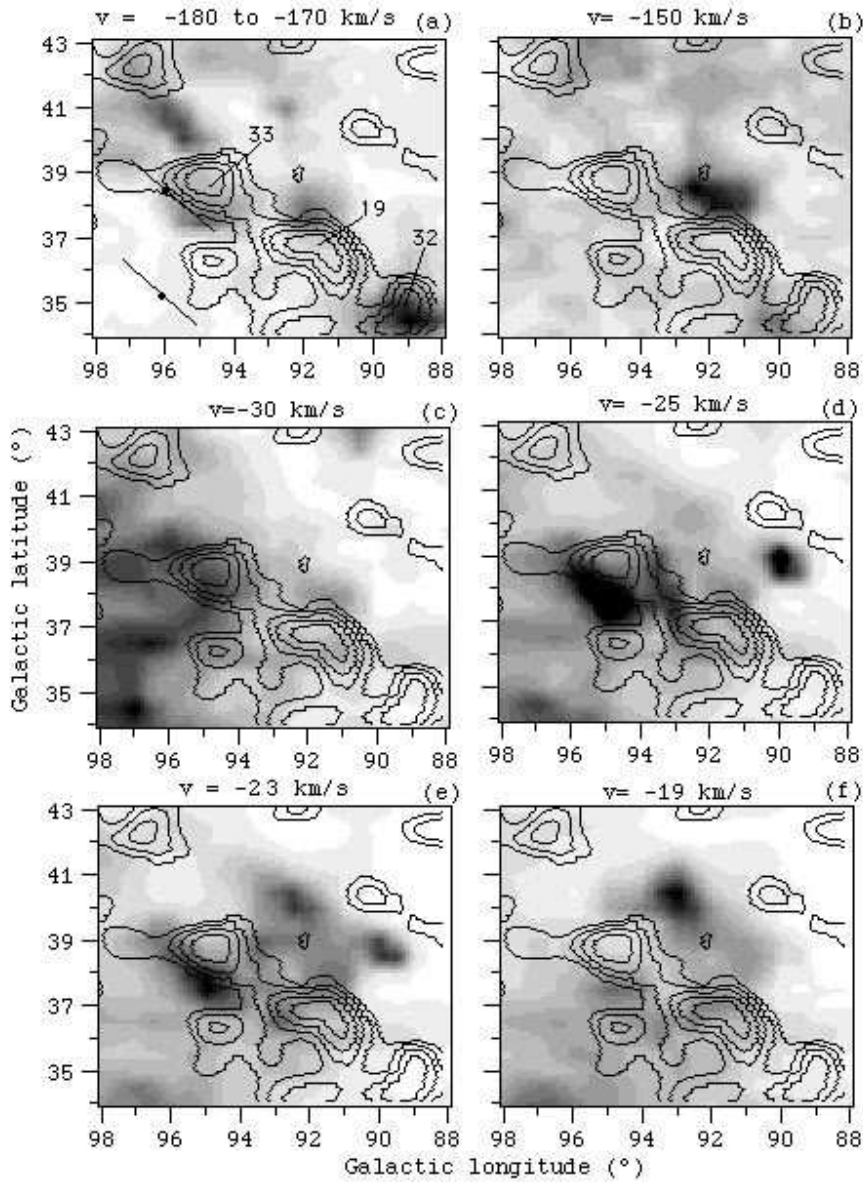 v = -180 to -170 km/s (a)
v= -150 km/s (b)
43
41
39
37
35
33
19
32
98 96 94 92 90 88
98 96 94 92 90 88
v=-30 km/s (c)
v= -25 km/s (d)
43
41
39
37
35
98 96 94 92 90 88
98 96 94 92 90 88
Galactic latitude (°)
v = -23 km/s (e)
v= -19 km/s (f)
43
41
39
37
35
98 96 94 92 90 88
98 96 94 92 90 88
Galactic longitude (°)